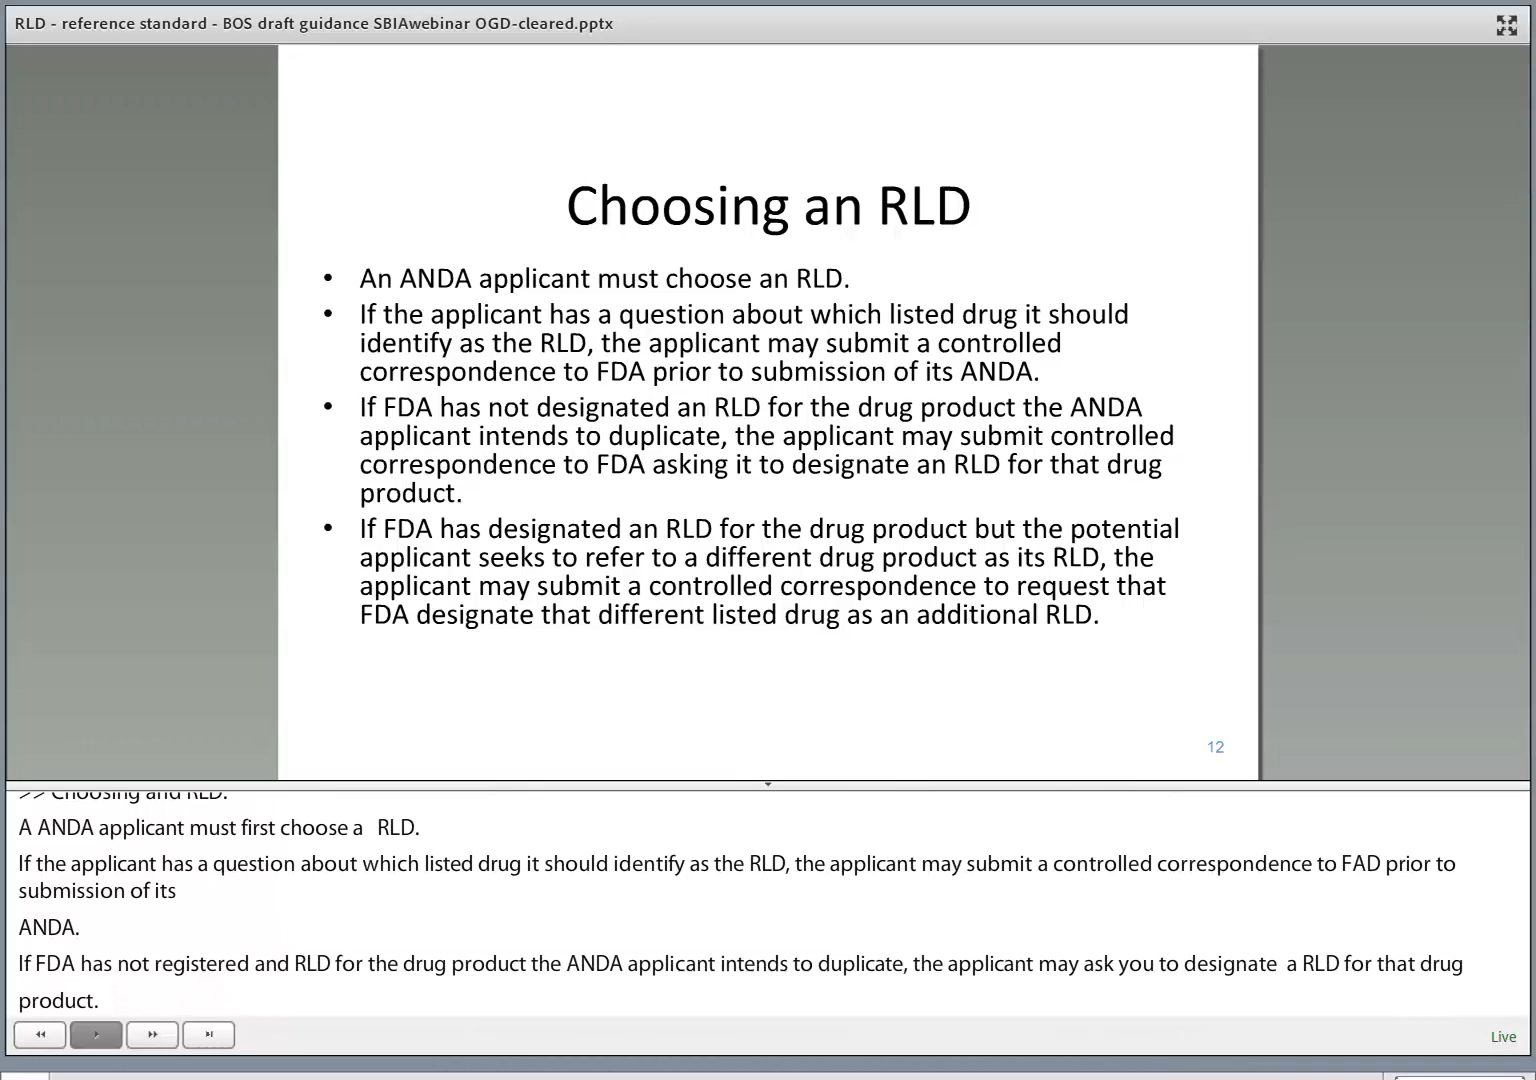 RLD - reference standard - BOS draft guidance SBIAwebinar OGD-cleared.pptx
Choosing an RLD
• An ANDA applicant must choose an RLD.
• If the applicant has a question about which listed drug it should
identify as the RLD, the applicant may submit a controlled
correspondence to FDA prior to submission of its ANDA.
• If FDA has not designated an RLD for the drug product the ANDA
applicant intends to duplicate, the applicant may submit controlled
correspondence to FDA asking it to designate an RLD for that drug
product.
• If FDA has designated an RLD for the drug product but the potential
applicant seeks to refer to a different drug product as its RLD, the
applicant may submit a controlled correspondence to request that
FDA designate that different listed drug as an additional RLD.
12
>> Choosing and RLD.
A ANDA applicant must first choose a RLD.
If the applicant has a question about which listed drug it should identify as the RLD, the applicant may submit a controlled correspondence to FAD prior to
submission of its
ANDA.
If FDA has not registered and RLD for the drug product the ANDA applicant intends to duplicate, the applicant may ask you to designate a RLD for that drug
product.
Live